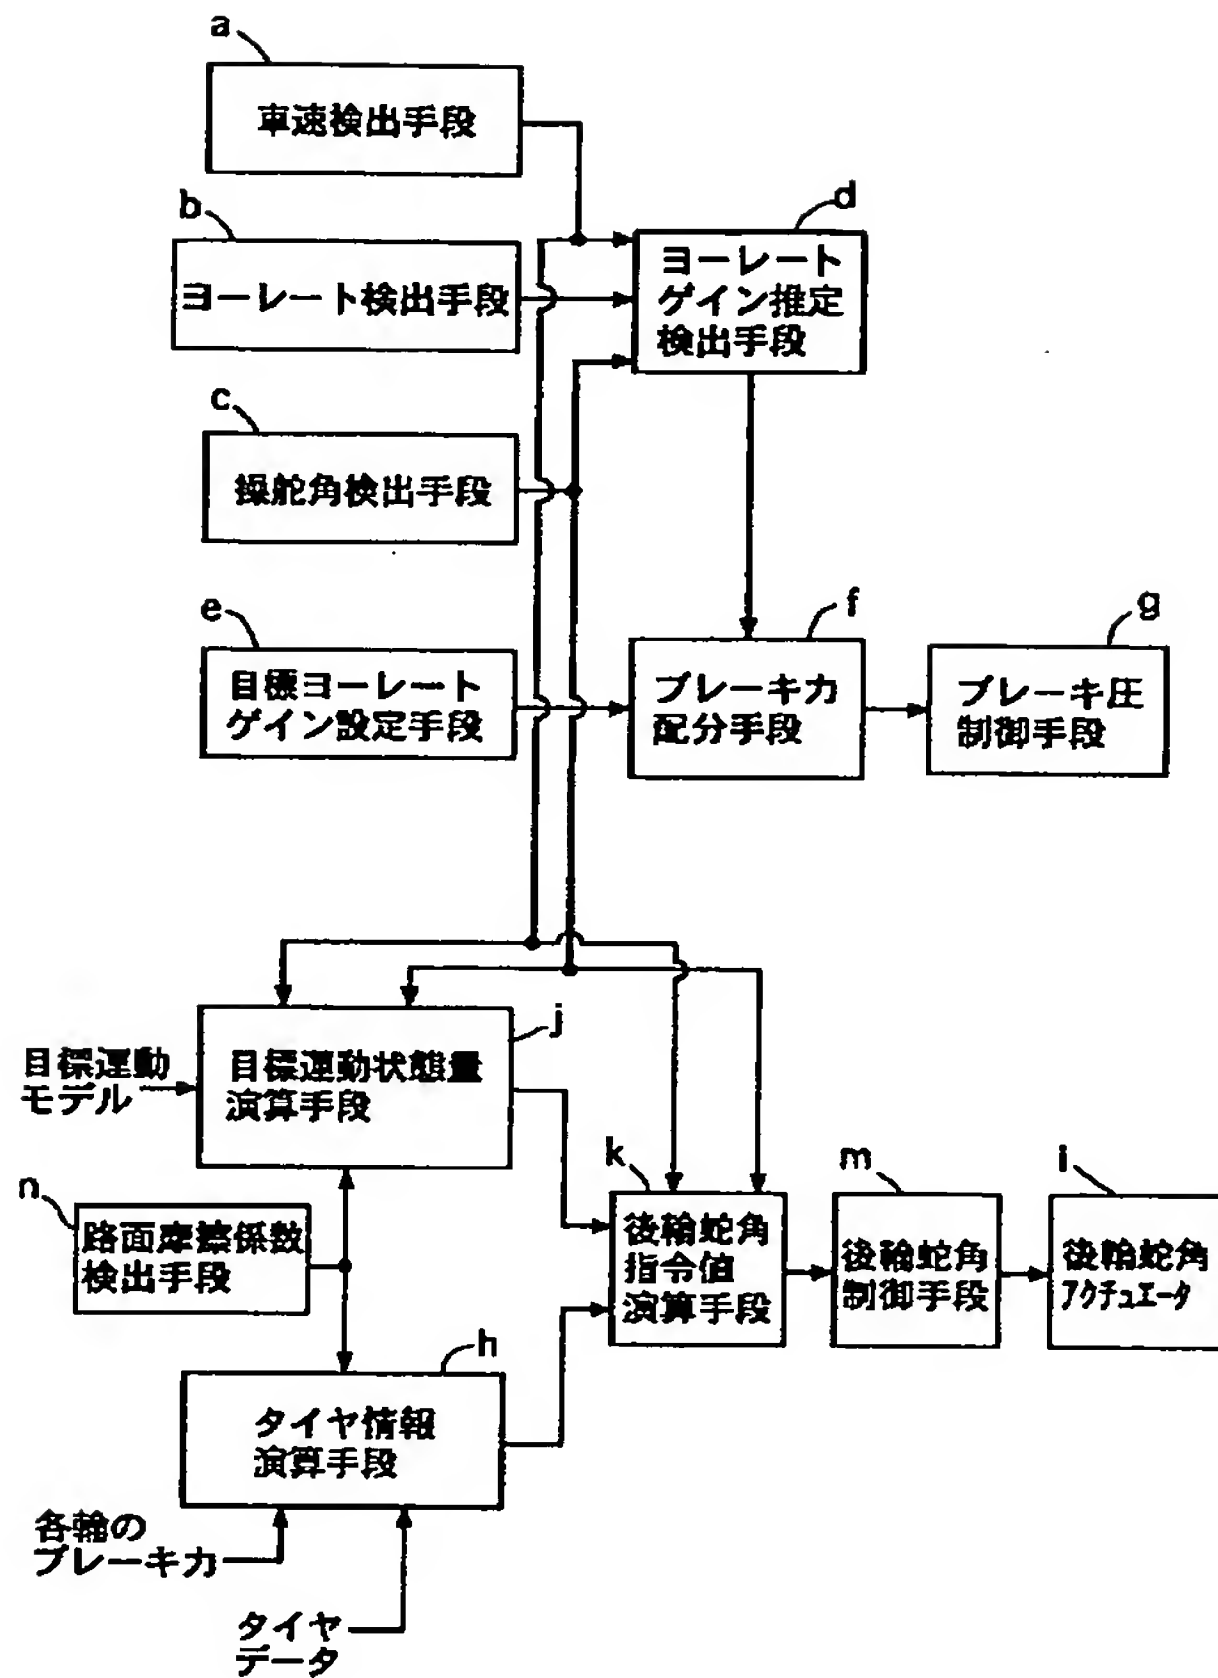 a
車速検出手段
b
ヨーレート検出手段
d
ヨーレート
ゲイン推定
検出手段
c
操舵角検出手段
e
目標ヨーレート
ゲイン設定手段
f
ブレーキ力
配分手段
g
ブレーキ圧
制御手段
j
目標運動
モデル
目標運動状態量
演算手段
n
路面摩擦係数
検出手段
k
後輪蛇角
指令値
演算手段
m
後輪蛇角
制御手段
i
後輪蛇角
アクチュエータ
h
タイヤ情報
演算手段
各輪の
ブレーキ力
タイヤ
データ